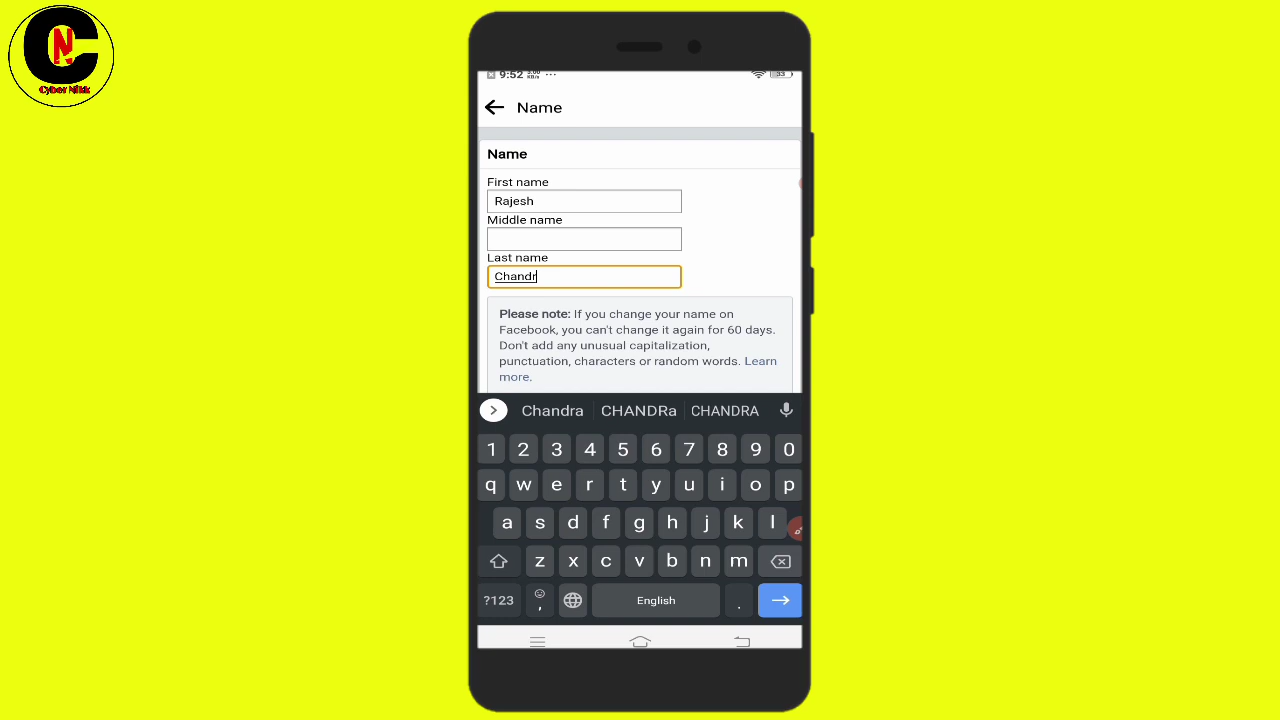 CN
Cyber Nikk
9:52 ...
Name
Name
First name
Rajesh
Middle name
Last name
Chandr
Please note: If you change your name on
Facebook, you can't change it again for 60 days.
Don't add any unusual capitalization,
punctuation, characters or random words. Learn
more.
Chandra CHANDRa CHANDRA
1 2 3 4 5 6 7 8 9 0
q w e r t y u i o p
a s d f g h j k l
z x c v b n m
?123 , English .